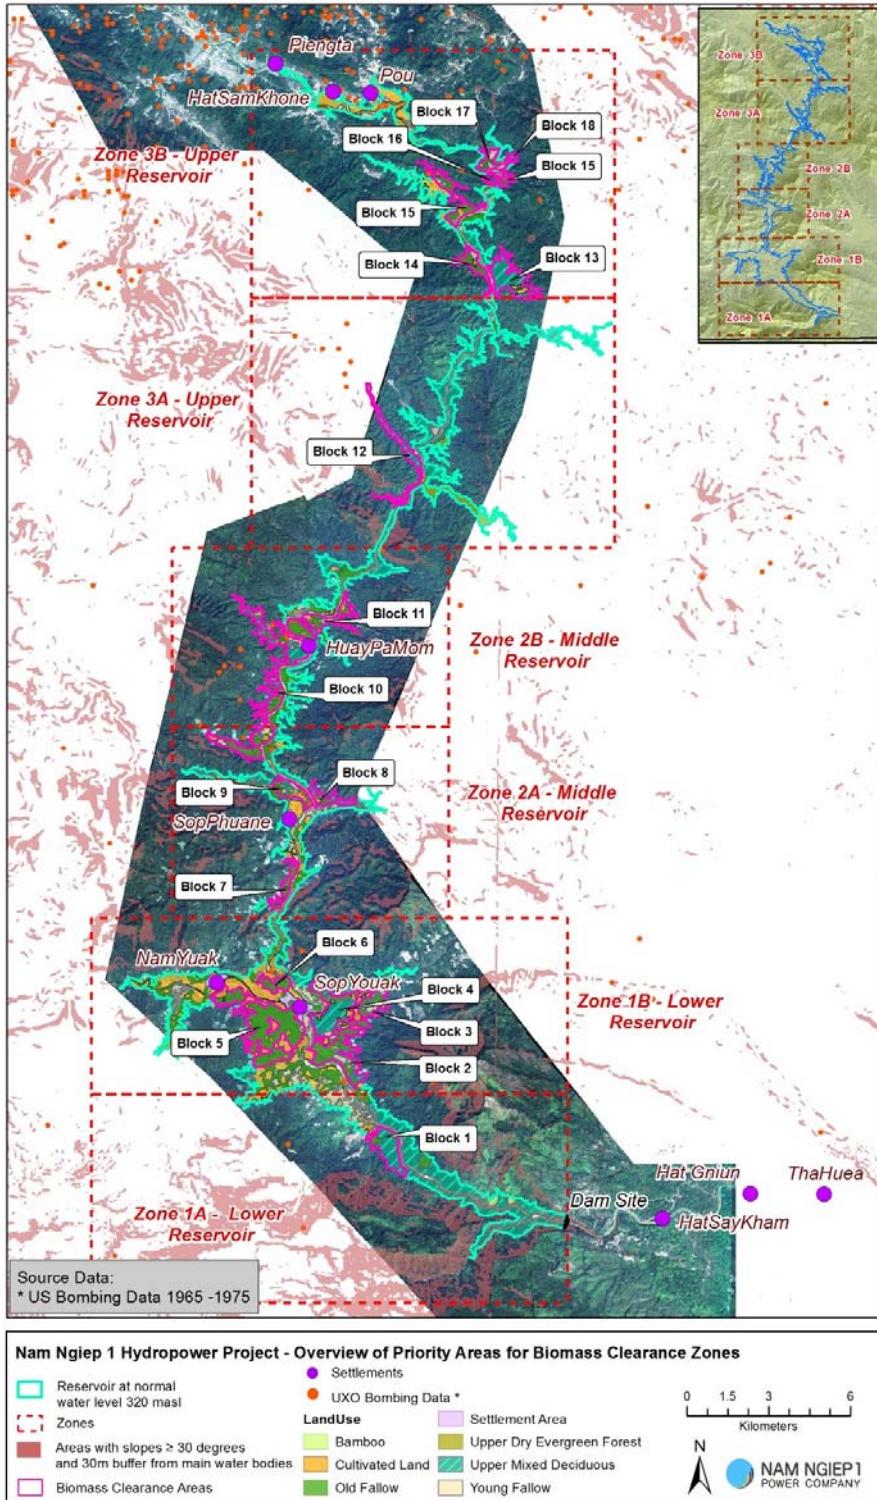 Piengta
Pou
HatSamKhone
Block 17
Block 18
Block 16
Zone 3B - Upper
Reservoir
Block 15
Block 15
Block 14
Block 13
Zone 3A - Upper
Reservoir
Block 12
Block 11
HuayPaMom
Zone 2B - Middle
Reservoir
Block 10
Block 8
Block 9
Zone 2A - Middle
Reservoir
SopPhuane
Block 7
Block 6
NamYuak
SopYouak
Block 4
Zone 1B - Lower
Reservoir
Block 3
Block 5
Block 2
Block 1
Hat Gniun
ThaHuea
Dam Site
HatSayKham
Zone 1A - Lower
Reservoir
Source Data:
* US Bombing Data 1965 -1975
Zone 3B
Zone 3A
Zone 2B
Zone 2A
Zone 1B
Zone 1A
Nam Ngiep 1 Hydropower Project - Overview of Priority Areas for Biomass Clearance Zones
Reservoir at normal
water level 320 masl
Zones
Areas with slopes ≥ 30 degrees
and 30m buffer from main water bodies
Biomass Clearance Areas
Settlements
UXO Bombing Data *
LandUse
Bamboo
Cultivated Land
Old Fallow
Settlement Area
Upper Dry Evergreen Forest
Upper Mixed Deciduous
Young Fallow
0 1.5 3 6
Kilometers
N
NAM NGIEP1
POWER COMPANY